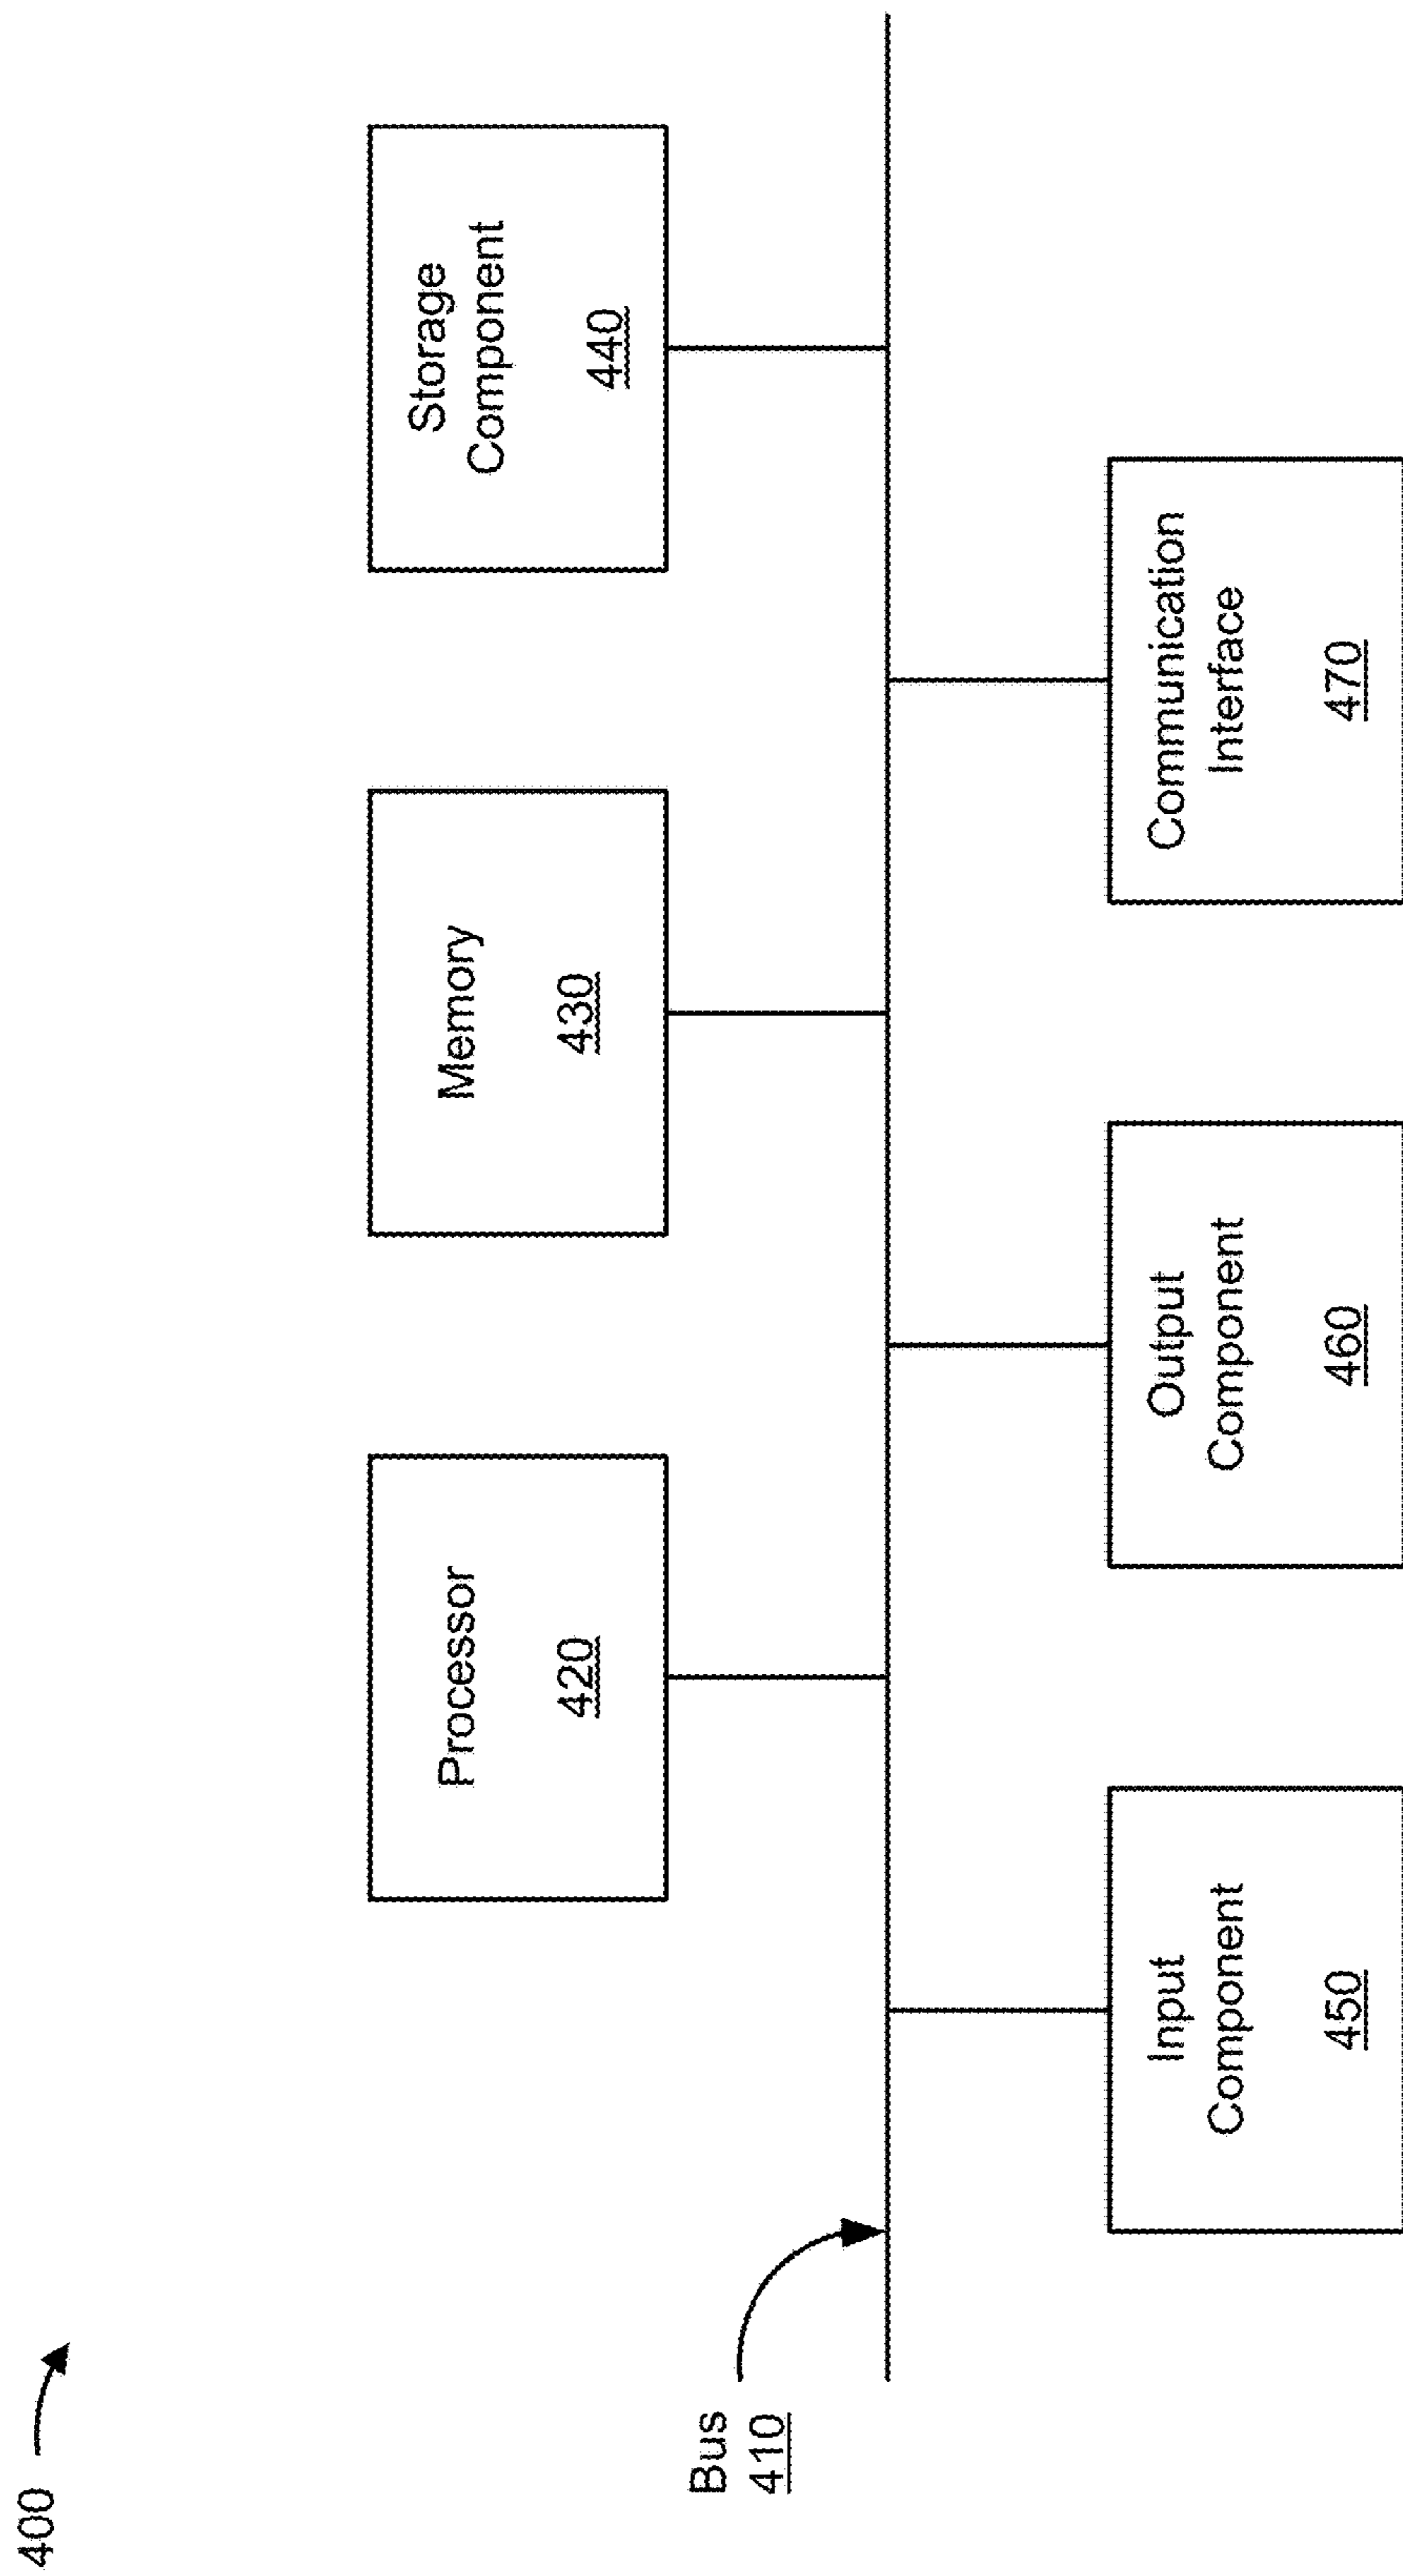 400
Processor
420
Memory
430
Storage
Component
440
Bus
410
Input
Component
450
Output
Component
460
Communication
Interface
470